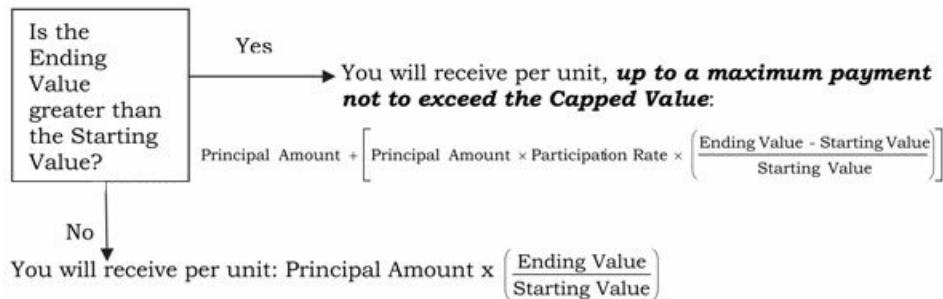 Is the
Ending
Value
greater than
the Starting
Value?
Yes
You will receive per unit, up to a maximum payment
not to exceed the Capped Value:
Principal Amount + [Principal Amount × Participation Rate × (Ending Value - Starting Value
Starting Value)]
No
You will receive per unit: Principal Amount x (Ending Value
Starting Value)